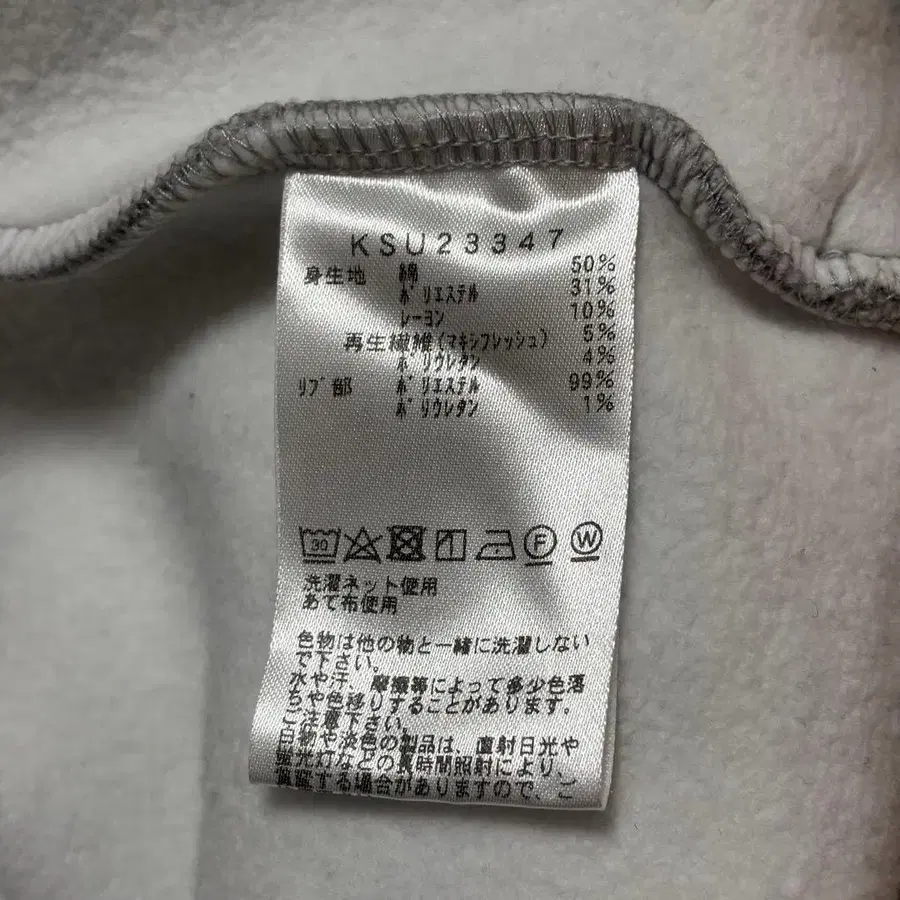 KSU23347
身生地 綿 50%
ポリエステル 31%
レーヨン 10%
再生繊維(マキシフレッシュ) 5%
ポリウレタン 4%
リブ部 ポリエステル 99%
ポリウレタン 1%
30 F W
洗濯ネット使用
あて布使用
色物は他の物と一緒に洗濯しない
で下さい。
水や汗、摩擦等によって多少色落
ちや色移りすることがあります。
ご注意下さい。
白物や淡色の製品は、直射日光や
蛍光灯などの長時間照射により、
黄変する場合がありますので、ご